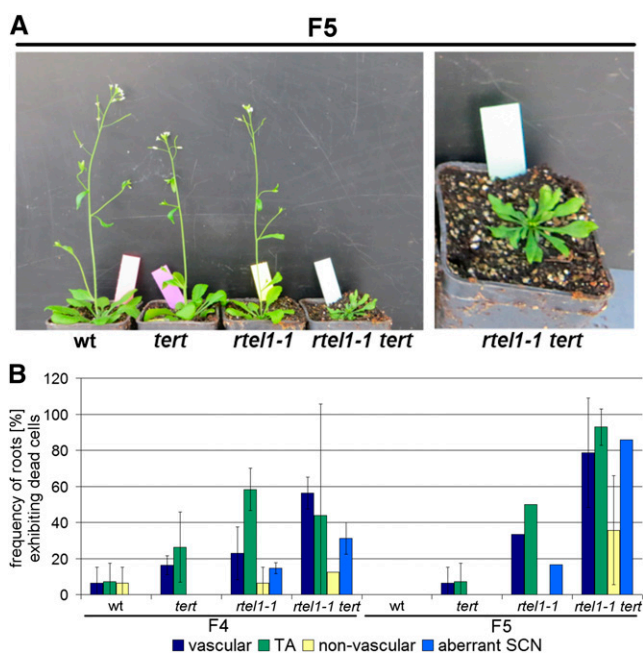 A
F5
wt tert rtel1-1 rtel1-1 tert
rtel1-1 tert
B
frequency of roots [%]
exhibiting dead cells
120
100
80
60
40
20
0
wt tert rtel1-1 rtel1-1 tert wt tert rtel1-1 rtel1-1 tert
F4 F5
vascular TA non-vascular aberrant SCN